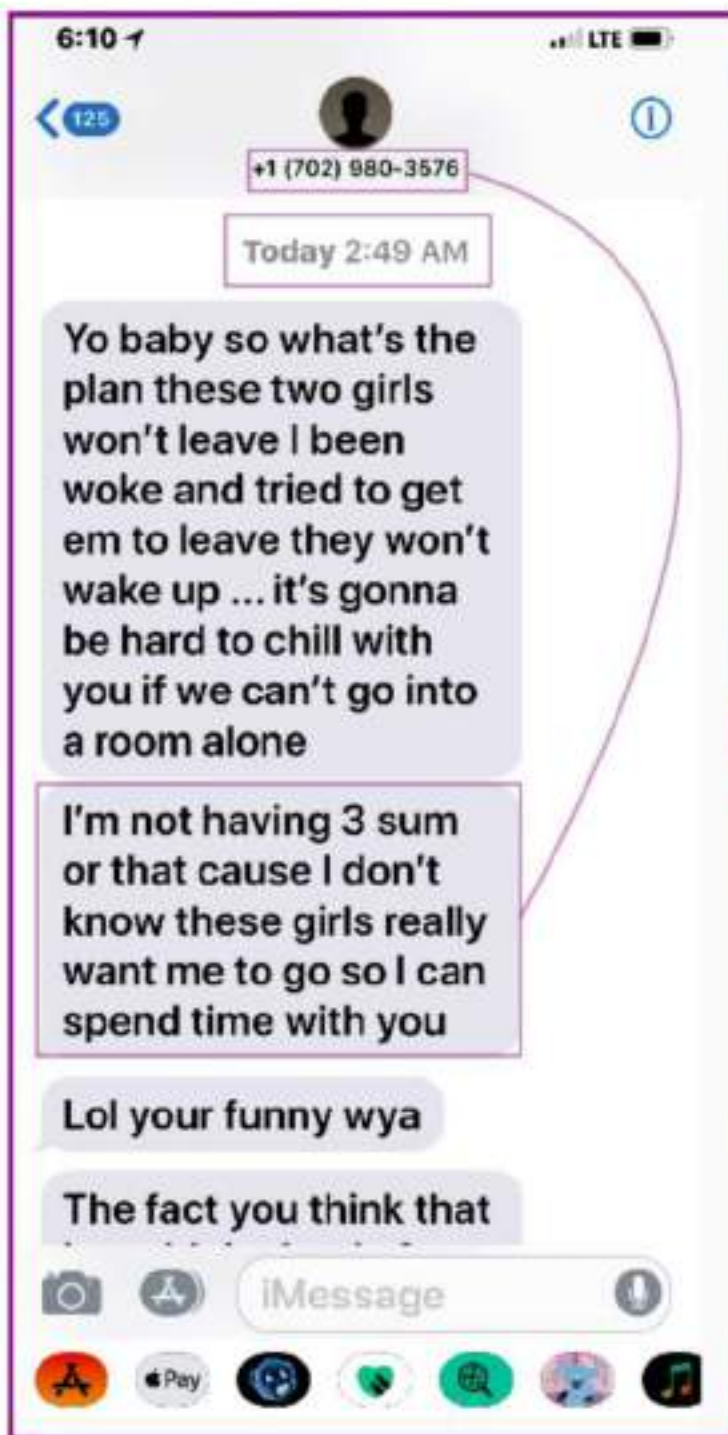 6:10
LTE
125
+1 (702) 980-3576
Today 2:49 AM
Yo baby so what's the
plan these two girls
won't leave I been
woke and tried to get
em to leave they won't
wake up ... it's gonna
be hard to chill with
you if we can't go into
a room alone
I'm not having 3 sum
or that cause I don't
know these girls really
want me to go so I can
spend time with you
Lol your funny wya
The fact you think that
iMessage
Pay